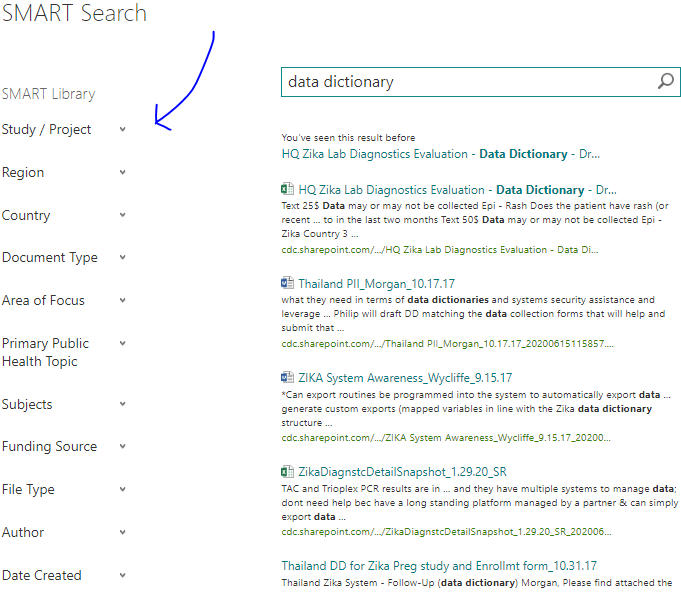 SMART Search
SMART Library
Study / Project
Region
Country
Document Type
Area of Focus
Primary Public
Health Topic
Subjects
Funding Source
File Type
Author
Date Created
data dictionary
You've seen this result before
HQ Zika Lab Diagnostics Evaluation - Data Dictionary - Dr...
HQ Zika Lab Diagnostics Evaluation - Data Dictionary - Dr...
Text 25$ Data may or may not be collected Epi - Rash Does the patient have rash (or
recent ... to in the last two months Text 50$ Data may or may not be collected Epi -
Zika Country 3 ...
cdc.sharepoint.com/.../HQ Zika Lab Diagnostics Evaluation - Data Di...
Thailand PII_Morgan_10.17.17
what they need in terms of data dictionaries and systems security assistance and
leverage ... Philip will draft DD matching the data collection forms that will help and
submit that ...
cdc.sharepoint.com/.../Thailand PII_Morgan_10.17.17_20200615115857....
ZIKA System Awareness_Wycliffe_9.15.17
*Can export routines be programmed into the system to automatically export data ...
generate custom exports (mapped variables in line with the Zika data dictionary
structure ...
cdc.sharepoint.com/.../ZIKA System Awareness_Wycliffe_9.15.17_20200...
ZikaDiagnstcDetailSnapshot_1.29.20_SR
TAC and Trioplex PCR results are in ... and they have multiple systems to manage data;
dont need help bec have a long standing platform managed by a partner & can simply
export data ...
cdc.sharepoint.com/.../ZikaDiagnstcDetailSnapshot_1.29.20_SR_202006...
Thailand DD for Zika Preg study and Enrollmt form_10.31.17
Thailand Zika System - Follow-Up (data dictionary) Morgan, Please find attached the